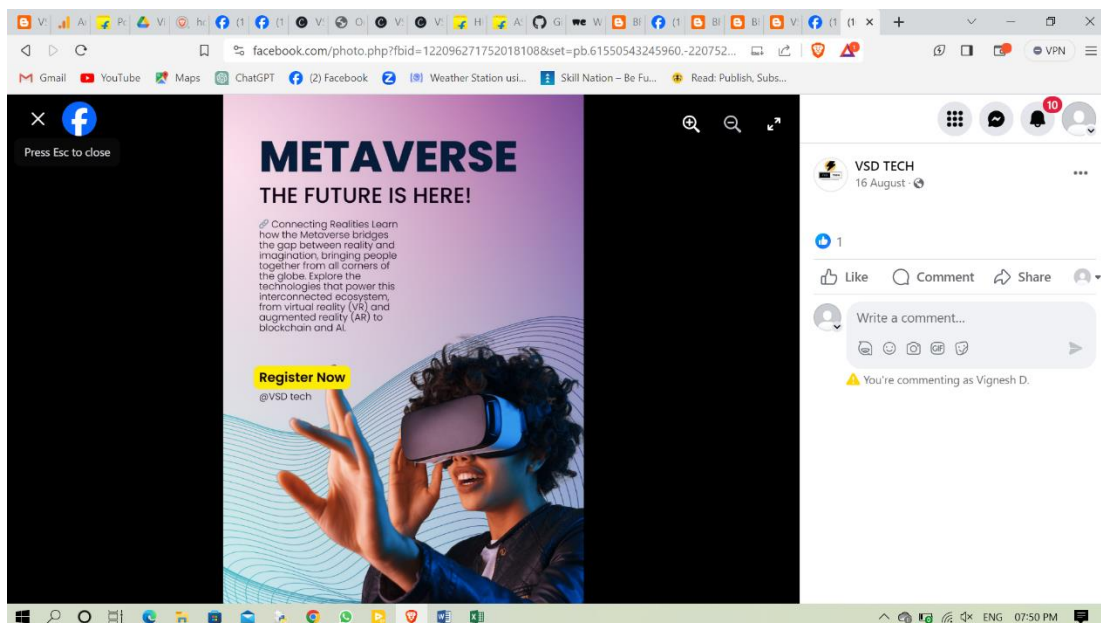 facebook.com/photo.php?fbid=122096271752018108&set=pb.61550543245960.-220752...
VPN
Gmail YouTube Maps ChatGPT (2) Facebook Weather Station usi... Skill Nation – Be Fu... Read: Publish, Subs...
Press Esc to close
METAVERSE
THE FUTURE IS HERE!
Connecting Realities Learn
how the Metaverse bridges
the gap between reality and
imagination, bringing people
together from all corners of
the globe. Explore the
technologies that power this
interconnected ecosystem,
from virtual reality (VR) and
augmented reality (AR) to
blockchain and AI.
Register Now
@VSD tech
10
VSD TECH
16 August
1
Like Comment Share
Write a comment...
GIF
You're commenting as Vignesh D.
ENG 07:50 PM